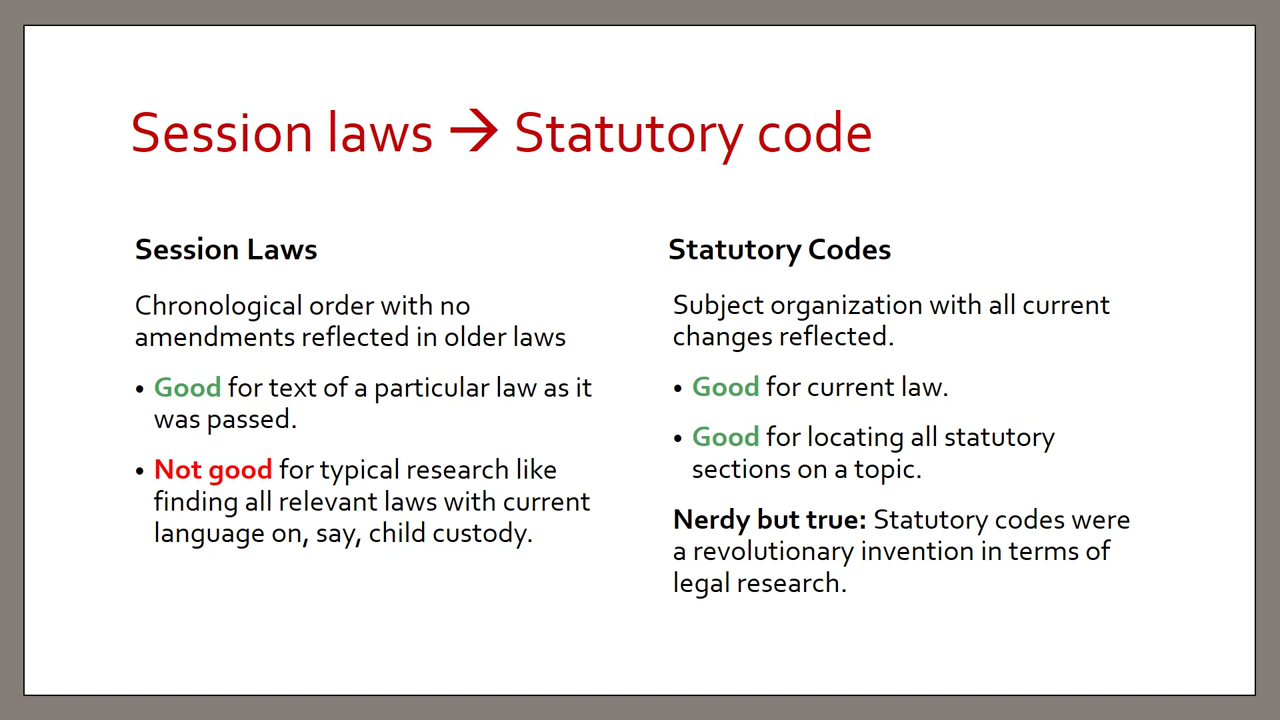 Session laws → Statutory code
Session Laws
Chronological order with no
amendments reflected in older laws
• Good for text of a particular law as it
was passed.
• Not good for typical research like
finding all relevant laws with current
language on, say, child custody.
Statutory Codes
Subject organization with all current
changes reflected.
• Good for current law.
• Good for locating all statutory
sections on a topic.
Nerdy but true: Statutory codes were
a revolutionary invention in terms of
legal research.